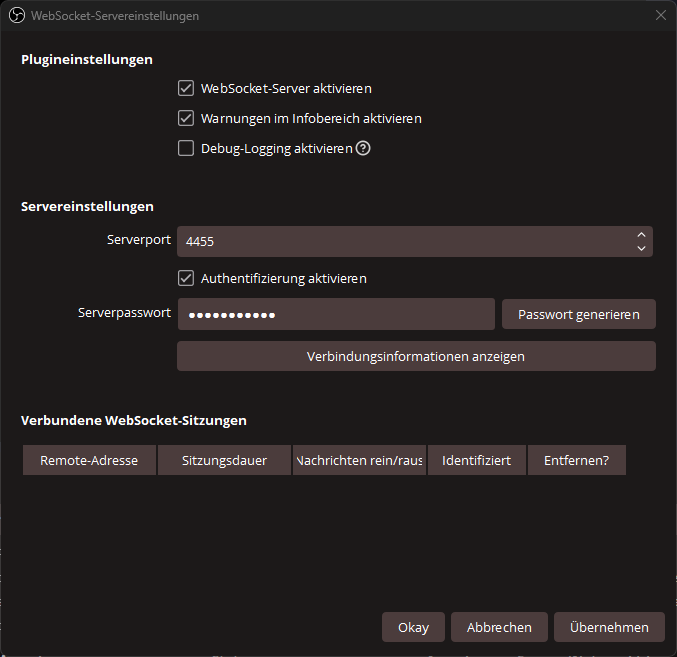 WebSocket-Servereinstellungen
Plugineinstellungen
WebSocket-Server aktivieren
Warnungen im Infobereich aktivieren
Debug-Logging aktivieren
Servereinstellungen
Serverport 4455
Authentifizierung aktivieren
Serverpasswort ●●●●●●●●●●● Passwort generieren
Verbindungsinformationen anzeigen
Verbundene WebSocket-Sitzungen
Remote-Adresse Sitzungsdauer Nachrichten rein/raus Identifiziert Entfernen?
Okay Abbrechen Übernehmen